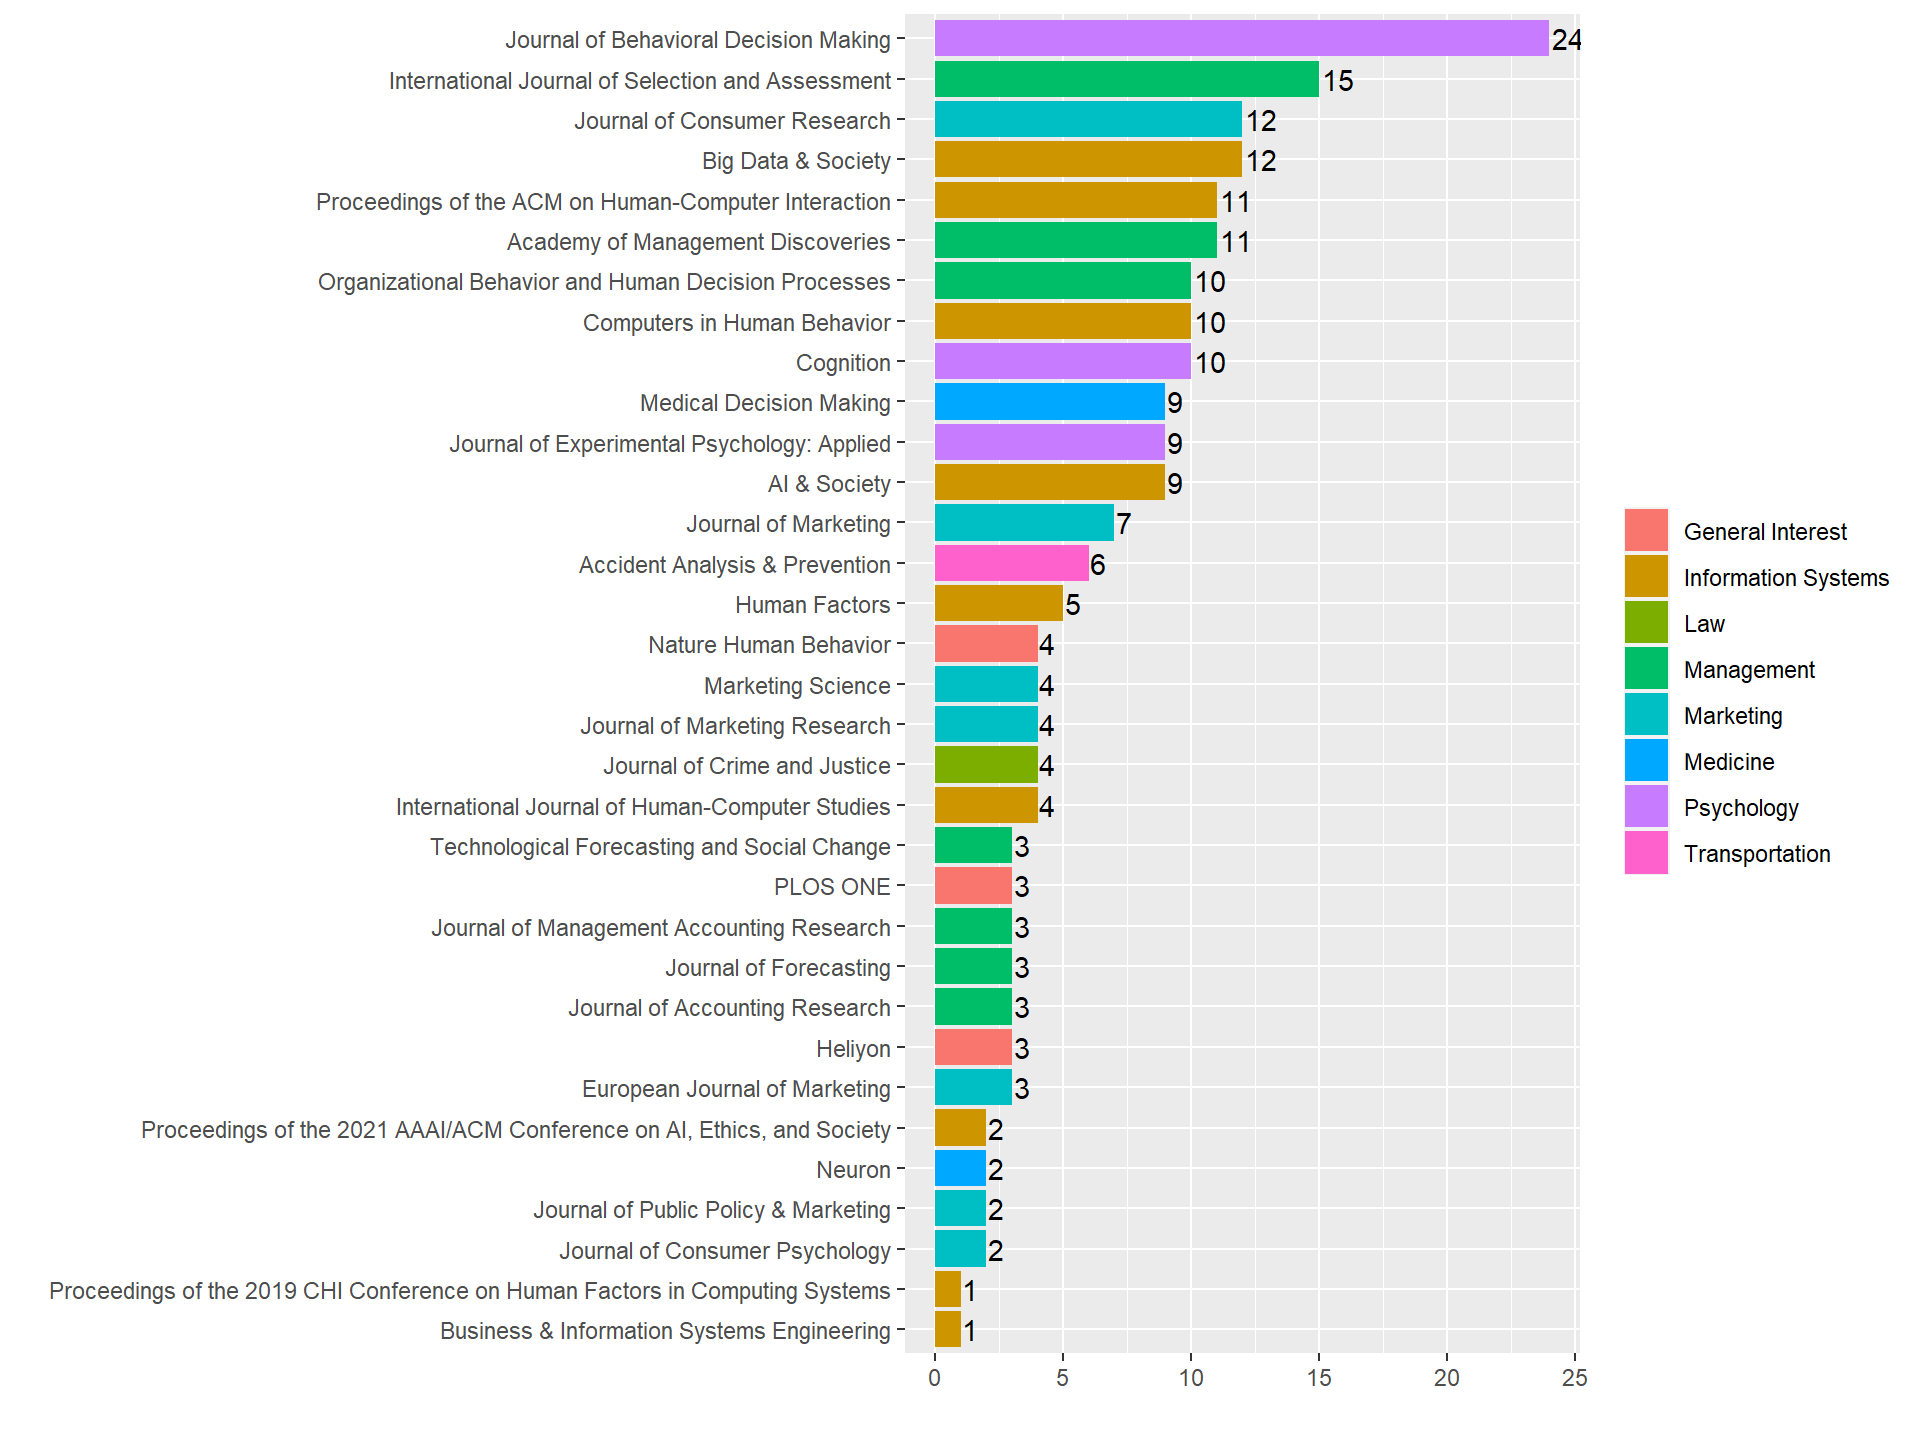 Journal of Behavioral Decision Making 24
International Journal of Selection and Assessment 15
Journal of Consumer Research 12
Big Data & Society 12
Proceedings of the ACM on Human-Computer Interaction 11
Academy of Management Discoveries 11
Organizational Behavior and Human Decision Processes 10
Computers in Human Behavior 10
Cognition 10
Medical Decision Making 9
Journal of Experimental Psychology: Applied 9
AI & Society 9
Journal of Marketing 7
Accident Analysis & Prevention 6
Human Factors 5
Nature Human Behavior 4
Marketing Science 4
Journal of Marketing Research 4
Journal of Crime and Justice 4
International Journal of Human-Computer Studies 4
Technological Forecasting and Social Change 3
PLOS ONE 3
Journal of Management Accounting Research 3
Journal of Forecasting 3
Journal of Accounting Research 3
Heliyon 3
European Journal of Marketing 3
Proceedings of the 2021 AAAI/ACM Conference on AI, Ethics, and Society 2
Neuron 2
Journal of Public Policy & Marketing 2
Journal of Consumer Psychology 2
Proceedings of the 2019 CHI Conference on Human Factors in Computing Systems 1
Business & Information Systems Engineering 1
0 5 10 15 20 25
General Interest
Information Systems
Law
Management
Marketing
Medicine
Psychology
Transportation